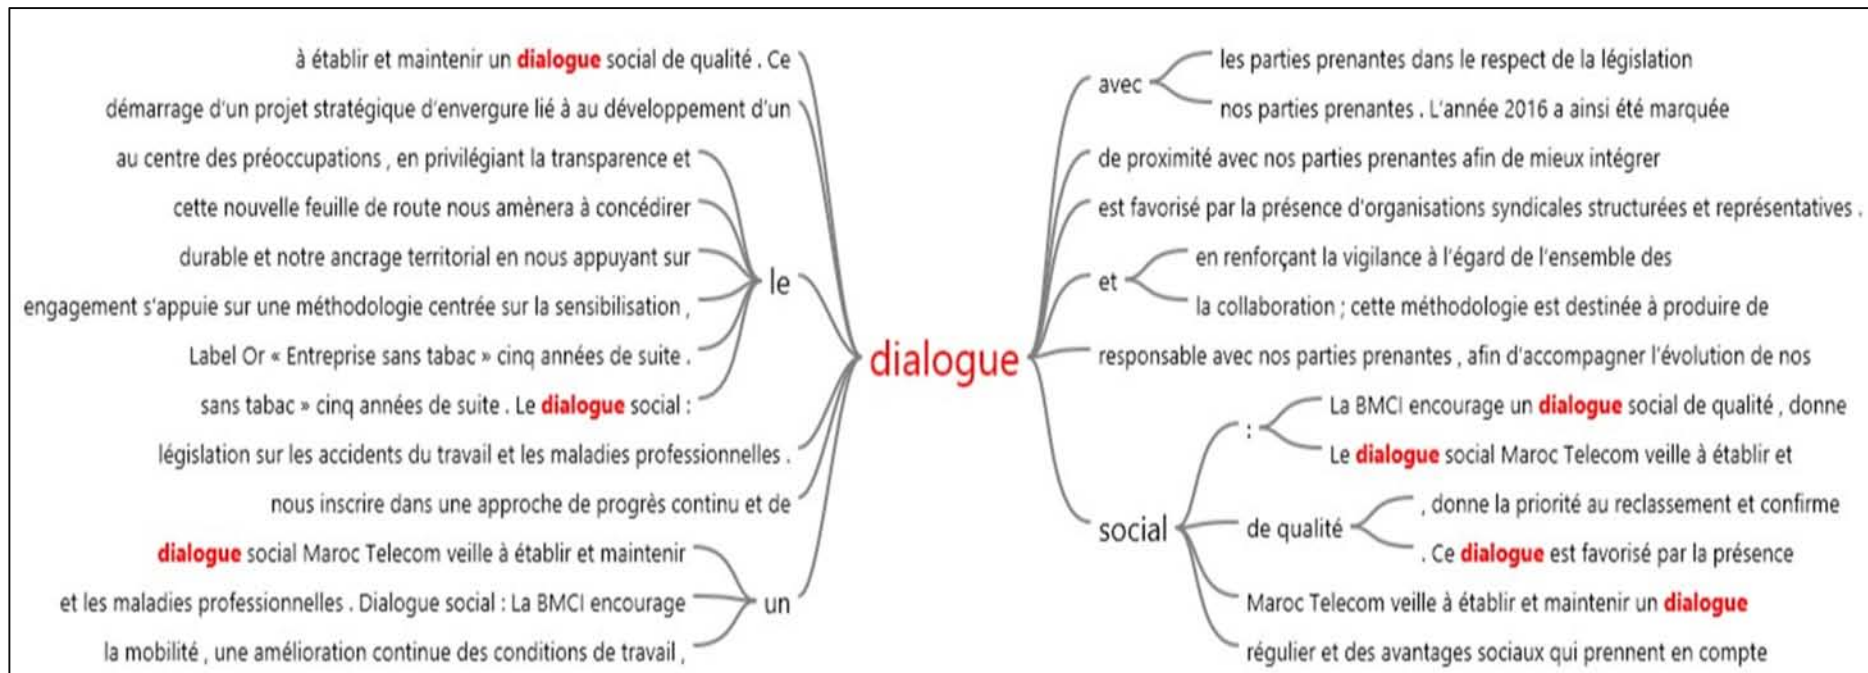 à établir et maintenir un dialogue social de qualité . Ce
démarrage d'un projet stratégique d'envergure lié à au développement d'un
au centre des préoccupations , en privilégiant la transparence et
cette nouvelle feuille de route nous amènera à concédirer
durable et notre ancrage territorial en nous appuyant sur
engagement s'appuie sur une méthodologie centrée sur la sensibilisation ,
Label Or « Entreprise sans tabac » cinq années de suite .
sans tabac » cinq années de suite . Le dialogue social :
le
législation sur les accidents du travail et les maladies professionnelles .
nous inscrire dans une approche de progrès continu et de
dialogue social Maroc Telecom veille à établir et maintenir
et les maladies professionnelles . Dialogue social : La BMCI encourage
la mobilité , une amélioration continue des conditions de travail ,
un
dialogue
avec
les parties prenantes dans le respect de la législation
nos parties prenantes . L'année 2016 a ainsi été marquée
de proximité avec nos parties prenantes afin de mieux intégrer
est favorisé par la présence d'organisations syndicales structurées et représentatives .
et
en renforçant la vigilance à l'égard de l'ensemble des
la collaboration ; cette méthodologie est destinée à produire de
responsable avec nos parties prenantes , afin d'accompagner l'évolution de nos
social
:
La BMCI encourage un dialogue social de qualité , donne
Le dialogue social Maroc Telecom veille à établir et
de qualité
, donne la priorité au reclassement et confirme
. Ce dialogue est favorisé par la présence
Maroc Telecom veille à établir et maintenir un dialogue
régulier et des avantages sociaux qui prennent en compte